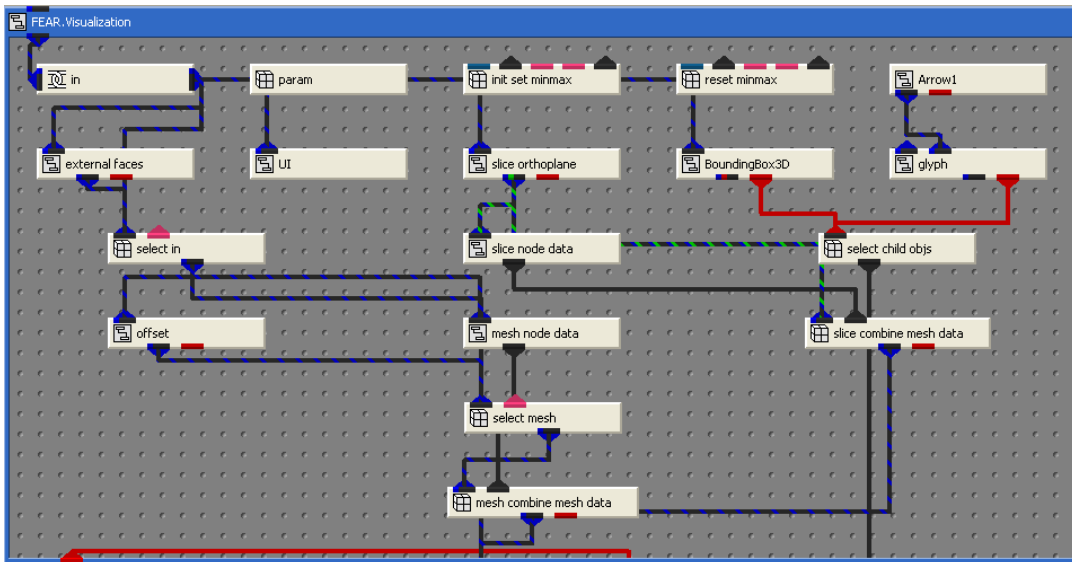 FEAR.Visualization
in
param
init set minmax
reset minmax
Arrow1
external faces
UI
slice orthoplane
BoundingBox3D
glyph
select in
slice node data
select child objs
offset
mesh node data
slice combine mesh data
select mesh
mesh combine mesh data